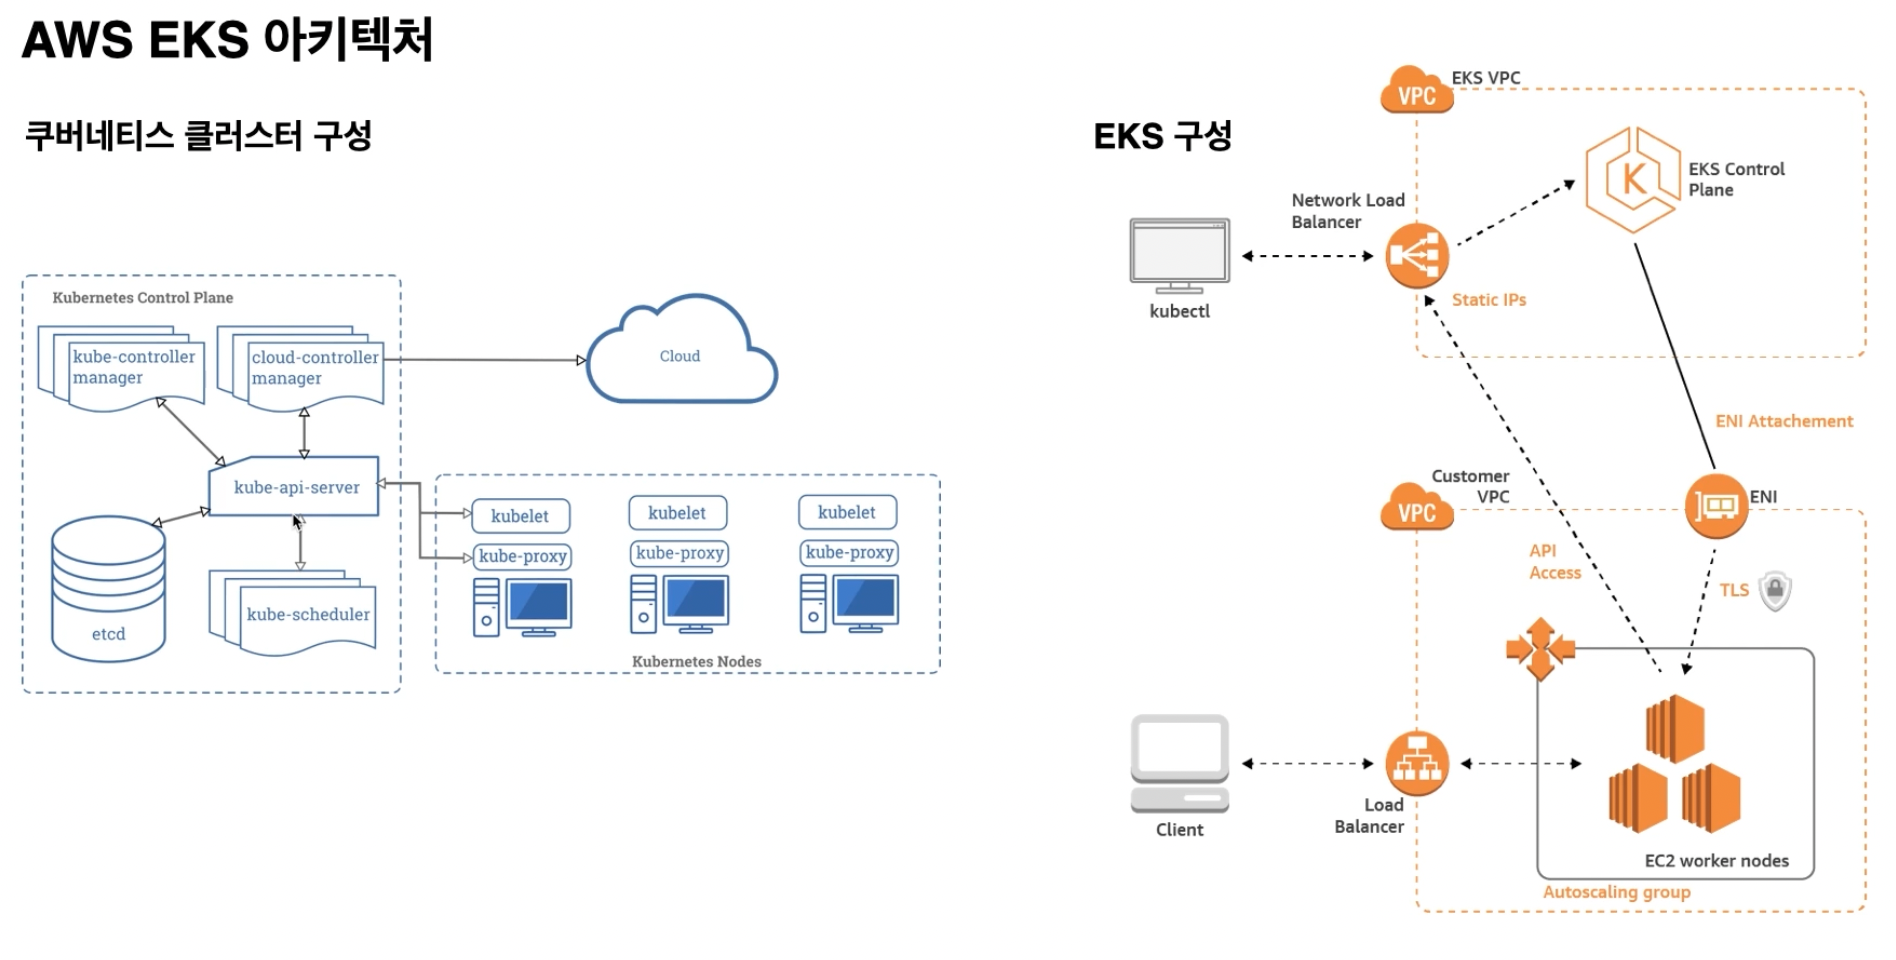 AWS EKS 아키텍처
쿠버네티스 클러스터 구성
Kubernetes Control Plane
kube-controller
manager
cloud-controller
manager
Cloud
kube-api-server
etcd
kube-scheduler
kubelet
kubelet
kubelet
kube-proxy
kube-proxy
kube-proxy
Kubernetes Nodes
EKS 구성
VPC
EKS VPC
EKS Control
Plane
K
Network Load
Balancer
kubectl
Static IPs
ENI Attachement
Customer
VPC
VPC
ENI
API
Access
TLS
Client
Load
Balancer
EC2 worker nodes
Autoscaling group